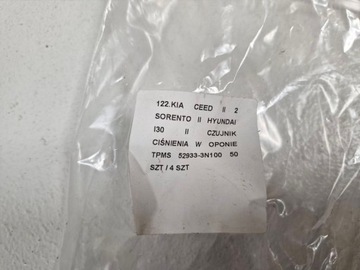 122.KIA CEED II 2
SORENTO II HYUNDAI
I30 II CZUJNIK
CIŚNIENIA W OPONIE
TPMS 52933-3N100 50
SZT / 4 SZT